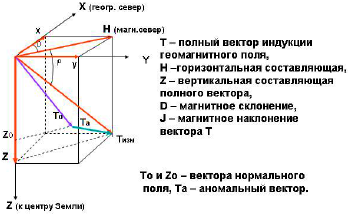 X (геогр. север)
H (магн.север)
X
D
Y
y
J
To
Ta
Zo
Tизм
Z
Z (к центру Земли)
T – полный вектор индукции
геомагнитого поля,
H –горизонтальная составляющая,
Z – вертикальная составляющая
полного вектора,
D – магнитное склонение,
J – магнитное наклонение
вектора T
To и Zo – вектора нормального
поля, Ta – аномальный вектор.